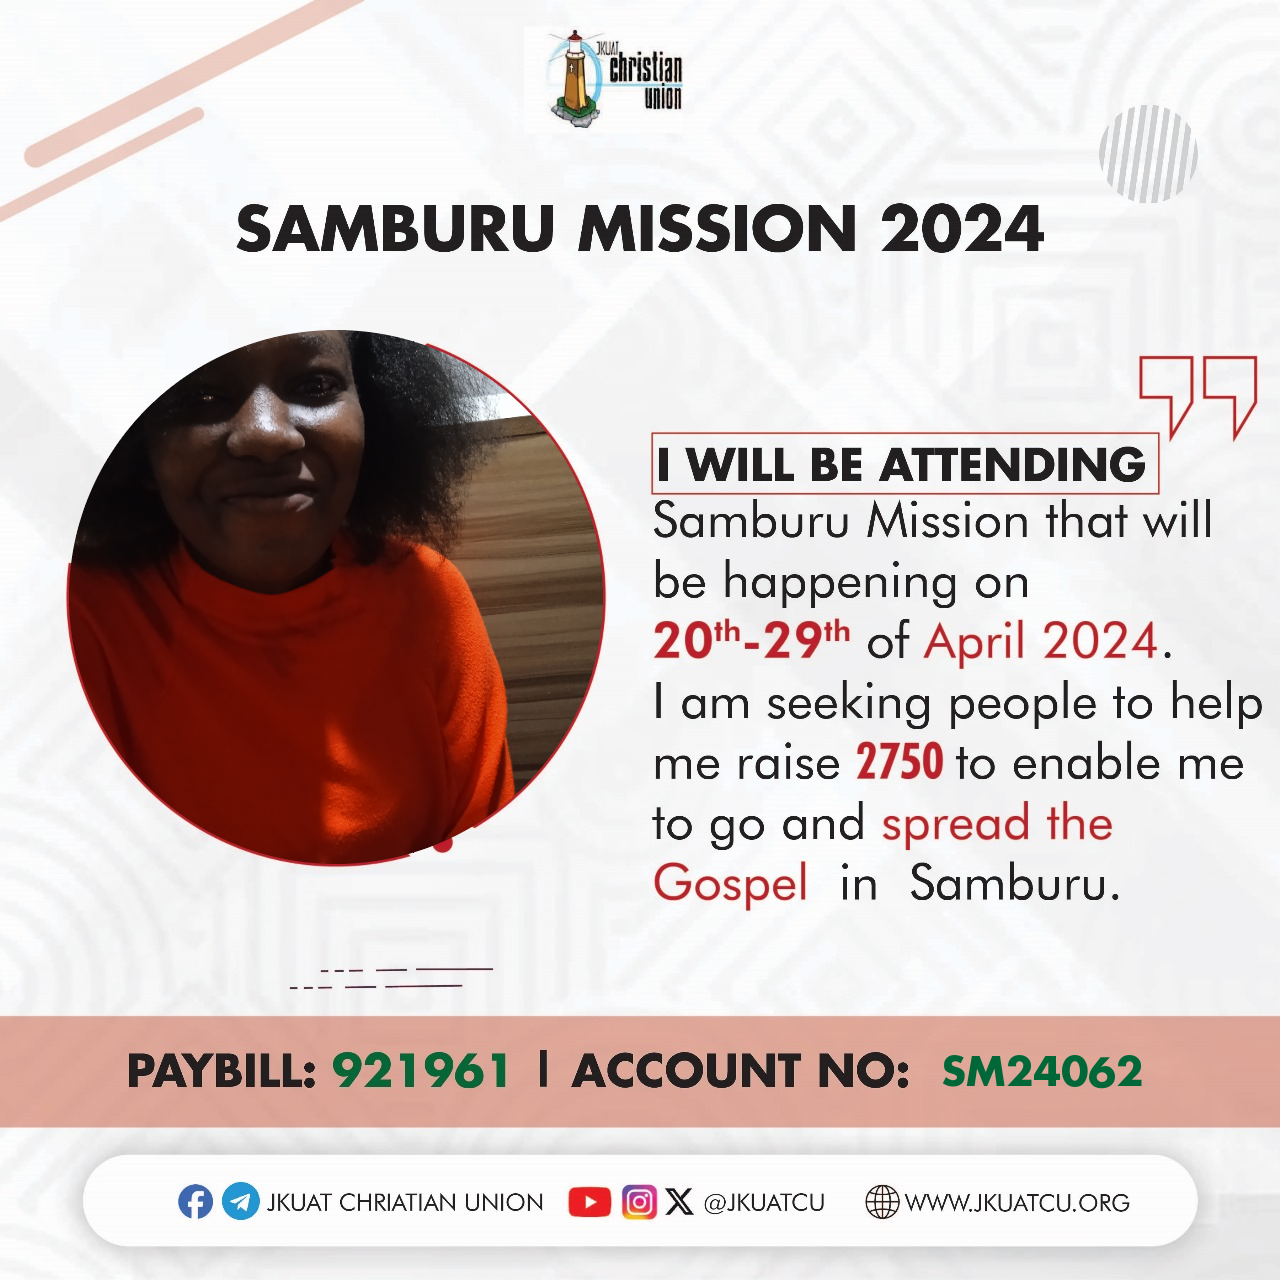 JKUAT
christian
union
SAMBURU MISSION 2024
I WILL BE ATTENDING
Samburu Mission that will
be happening on
20th-29th of April 2024.
I am seeking people to help
me raise 2750 to enable me
to go and spread the
Gospel in Samburu.
PAYBILL: 921961 | ACCOUNT NO: SM24062
JKUAT CHRIATIAN UNION @JKUATCU WWW.JKUATCU.ORG